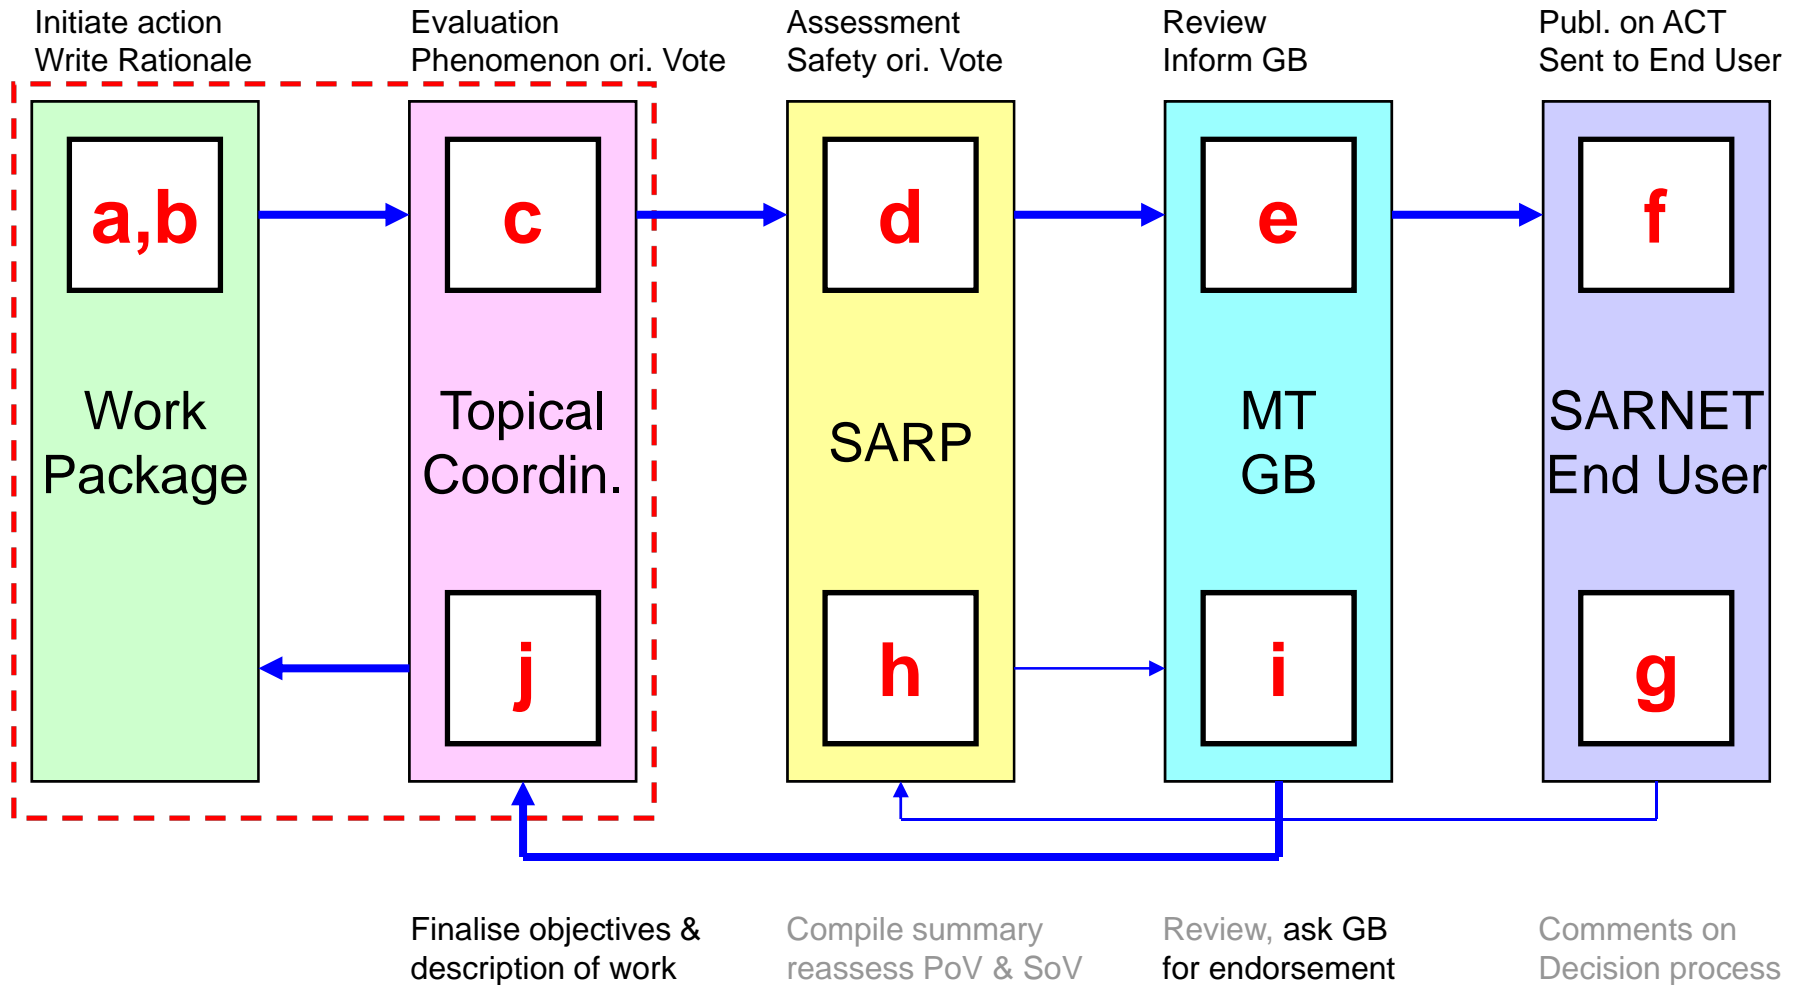 Initiate action
Write Rationale
Evaluation
Phenomenon ori. Vote
Assessment
Safety ori. Vote
Review
Inform GB
Publ. on ACT
Sent to End User
a,b
c
d
e
f
Work
Package
Topical
Coordin.
SARP
MT
GB
SARNET
End User
j
h
i
g
Finalise objectives &
description of work
Compile summary
reassess PoV & SoV
Review, ask GB
for endorsement
Comments on
Decision process